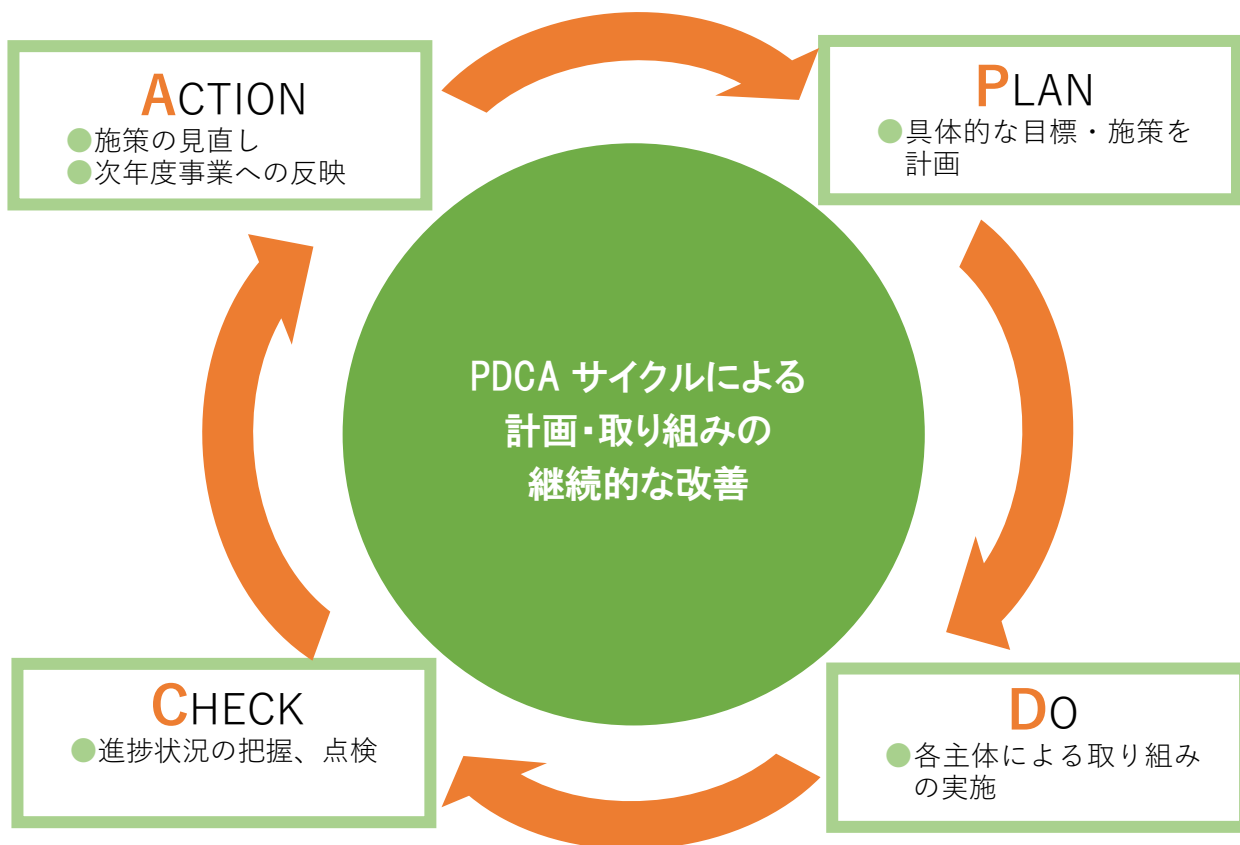 ACTION
●施策の見直し
●次年度事業への反映
PLAN
●具体的な目標・施策を
計画
PDCA サイクルによる
計画・取り組みの
継続的な改善
CHECK
●進捗状況の把握、点検
DO
●各主体による取り組み
の実施